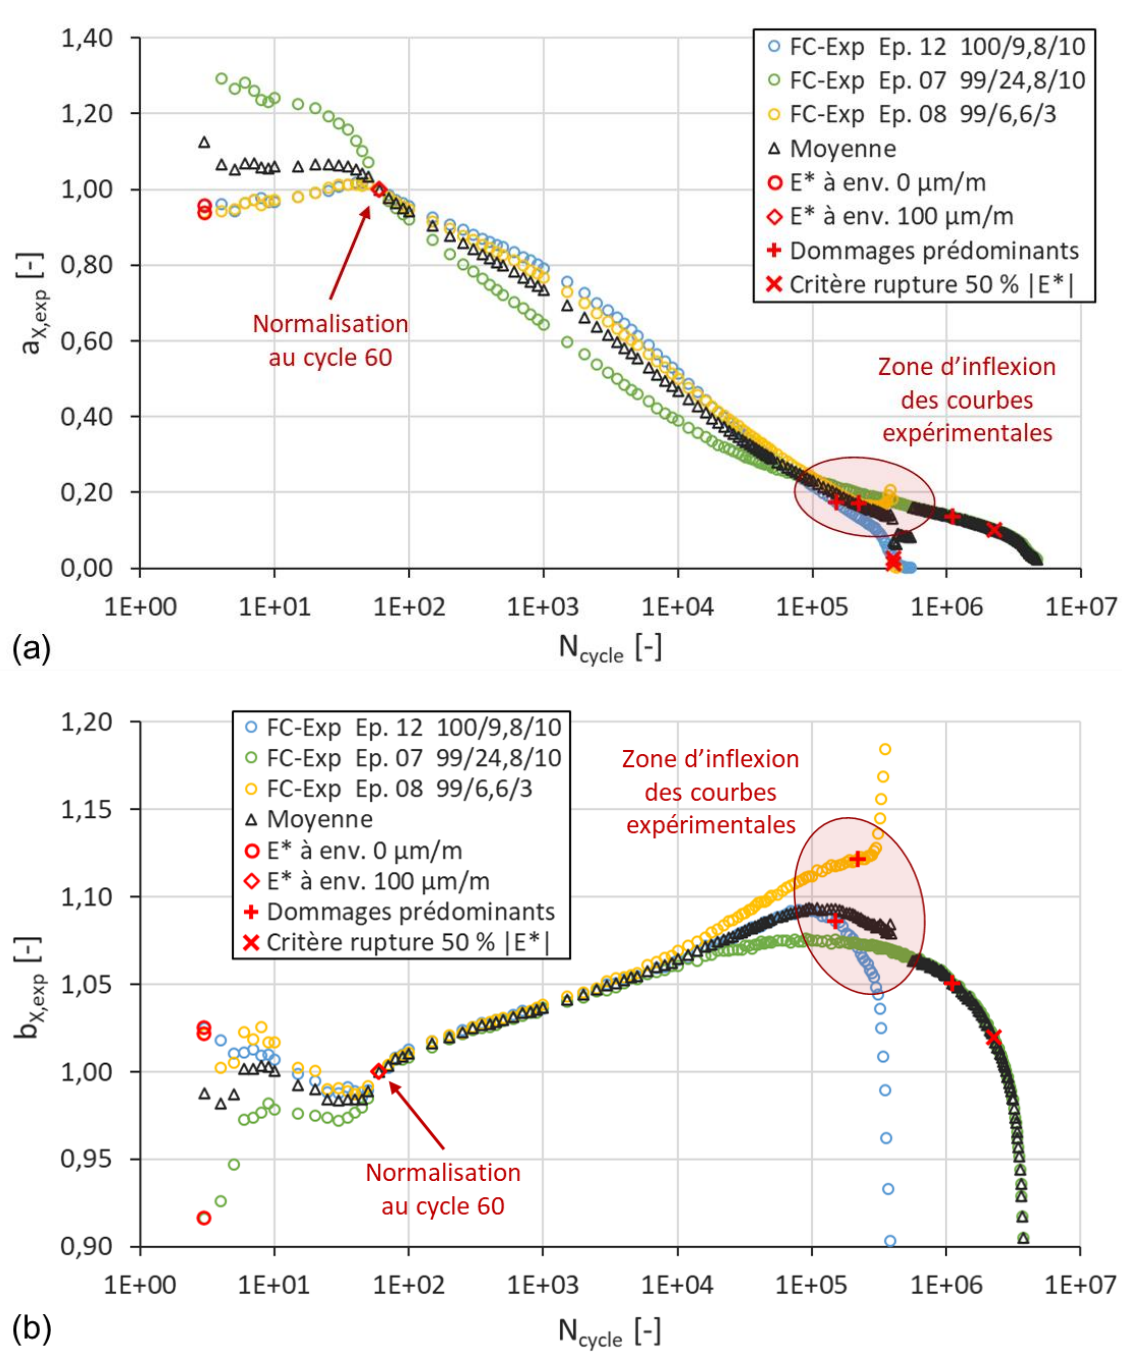 1,40
1,20
1,00
0,80
0,60
0,40
0,20
0,00
a_X,exp [-]
FC-Exp Ep. 12 100/9,8/10
FC-Exp Ep. 07 99/24,8/10
FC-Exp Ep. 08 99/6,6/3
Moyenne
E* à env. 0 µm/m
E* à env. 100 µm/m
Dommages prédominants
Critère rupture 50 % |E*|
Normalisation
au cycle 60
Zone d’inflexion
des courbes
expérimentales
1E+00 1E+01 1E+02 1E+03 1E+04 1E+05 1E+06 1E+07
(a)
N_cycle [-]
1,20
1,15
1,10
1,05
1,00
0,95
0,90
b_X,exp [-]
FC-Exp Ep. 12 100/9,8/10
FC-Exp Ep. 07 99/24,8/10
FC-Exp Ep. 08 99/6,6/3
Moyenne
E* à env. 0 µm/m
E* à env. 100 µm/m
Dommages prédominants
Critère rupture 50 % |E*|
Zone d’inflexion
des courbes
expérimentales
Normalisation
au cycle 60
1E+00 1E+01 1E+02 1E+03 1E+04 1E+05 1E+06 1E+07
(b)
N_cycle [-]